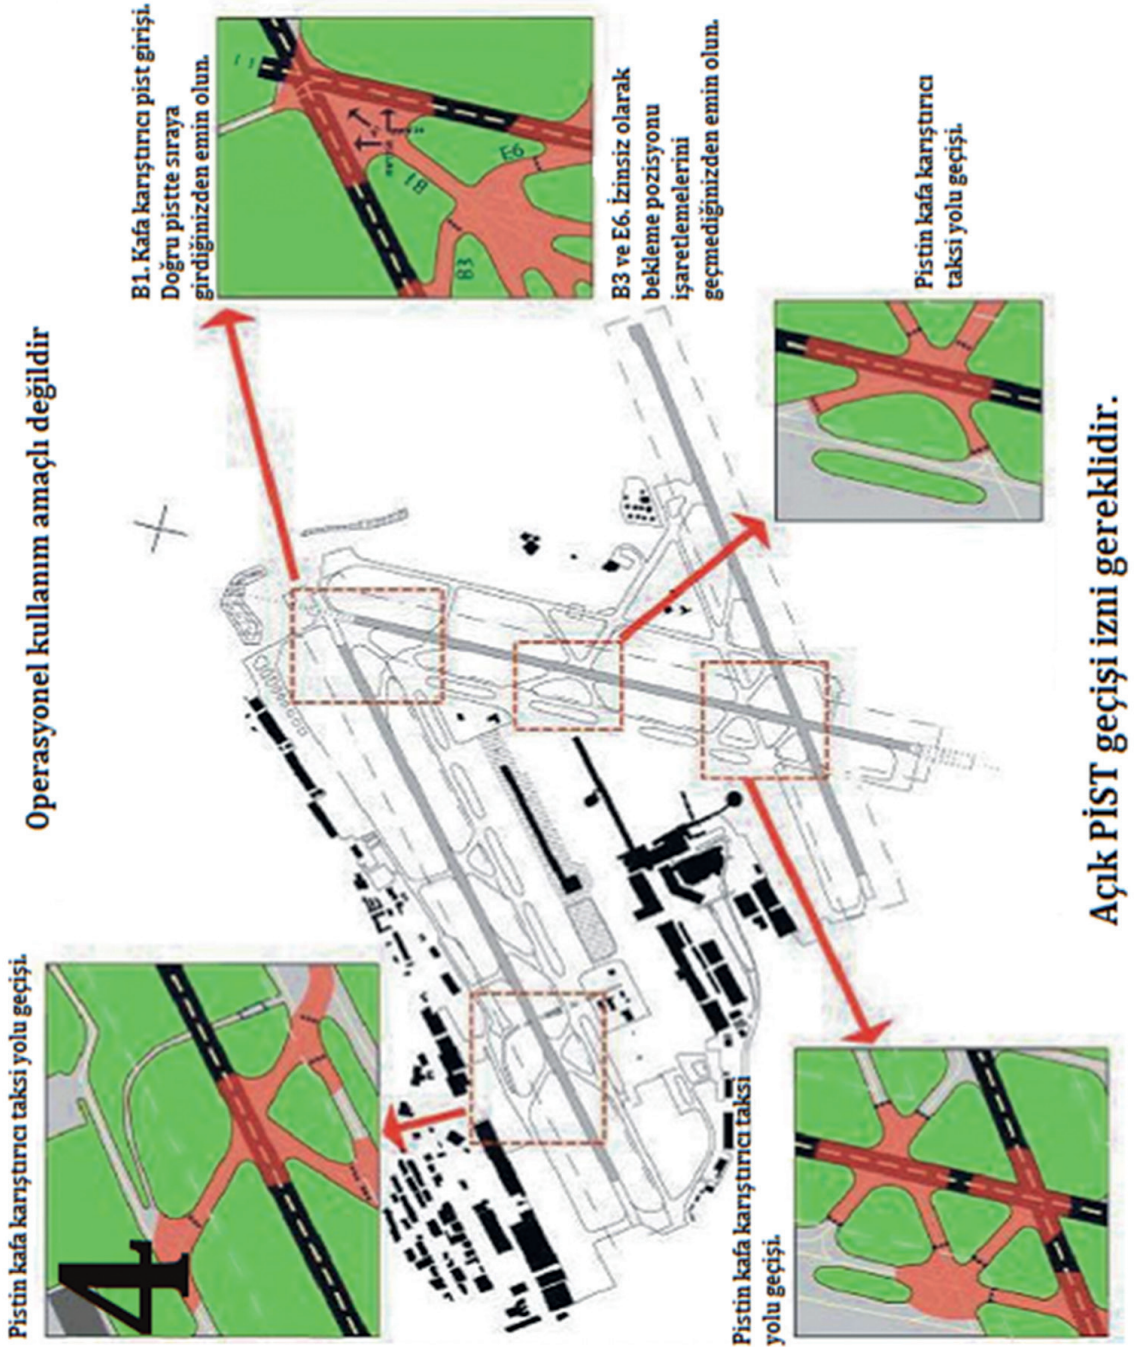 Operasyonel kullanım amaçlı değildir
Pistin kafa karıştırıcı taksi yolu geçişi.
4
B1. Kafa karıştırıcı pist girişi.
Doğru pistte sıraya
girdiğinizden emin olun.
B1
E6
B3
B3 ve E6. İzinsiz olarak
bekleme pozisyonu
işaretlemelerini
geçmediğinizden emin olun.
Pistin kafa karıştırıcı taksi
yolu geçişi.
Pistin kafa karıştırıcı
taksi yolu geçişi.
Açık PİST geçişi izni gereklidir.